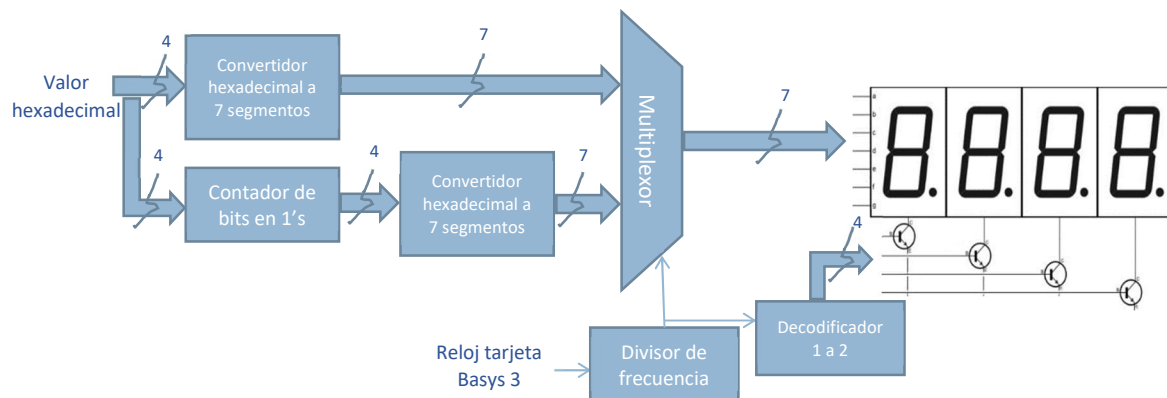 4
Convertidor
hexadecimal a
7 segmentos
7
Valor
hexadecimal
4
Contador de
bits en 1's
4
Convertidor
hexadecimal a
7 segmentos
7
Multiplexor
7
a
b
c
d
e
f
g
4
Decodificador
1 a 2
Reloj tarjeta
Basys 3
Divisor de
frecuencia